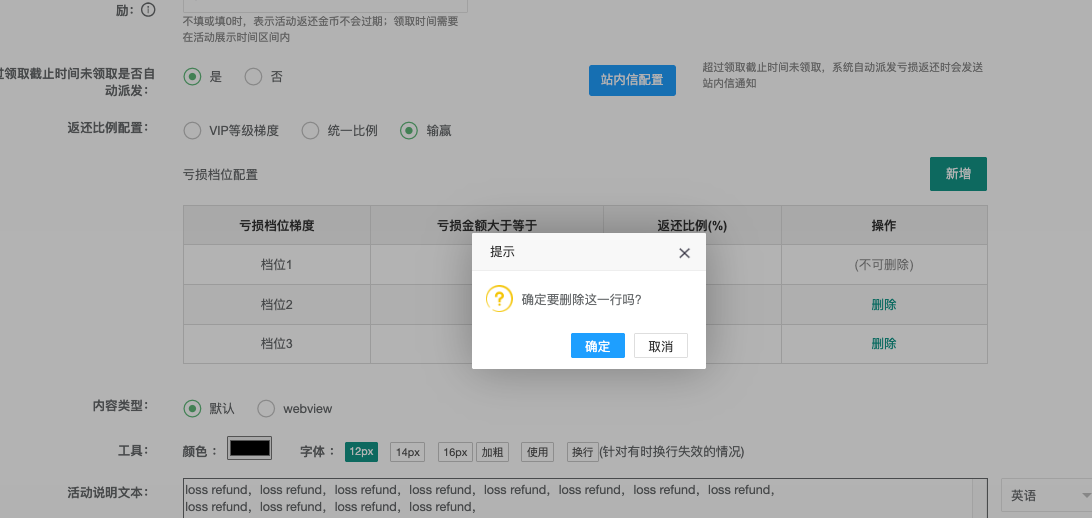 励：
不填或填0时，表示活动返还金币不会过期；领取时间需要
在活动展示时间区间内
过领取截止时间未领取是否自
动派发：
是
否
站内信配置
超过领取截止时间未领取，系统自动派发亏损返还时会发送
站内信通知
返还比例配置：
VIP等级梯度
统一比例
输赢
亏损档位配置
新增
亏损档位梯度
亏损金额大于等于
返还比例(%)
操作
档位1
(不可删除)
档位2
删除
档位3
删除
提示
确定要删除这一行吗?
确定
取消
内容类型：
默认
webview
工具：
颜色：
字体：
12px
14px
16px
加粗
使用
换行
(针对有时换行失效的情况)
活动说明文本：
loss refund，loss refund，loss refund，loss refund，loss refund，loss refund，loss refund，loss refund，
loss refund，loss refund，loss refund，loss refund，
英语